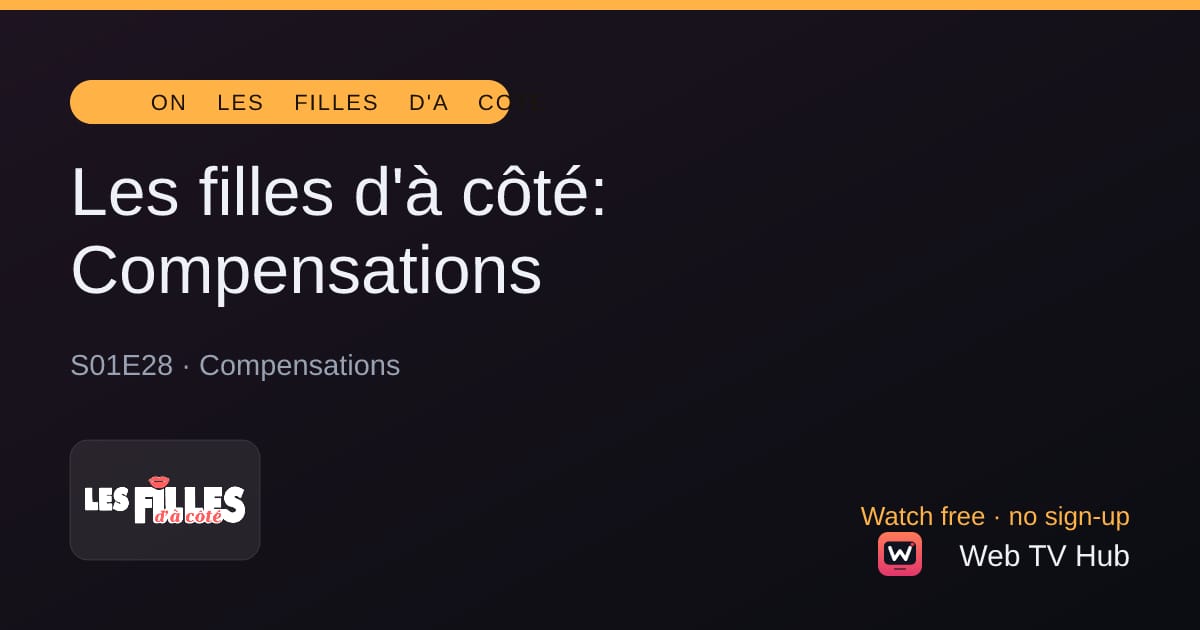 ON LES FILLES D'A CO
Les filles d'à côté:
Compensations
S01E28 · Compensations
LES FILLES
d'à côté
Watch free · no sign-up
W
Web TV Hub